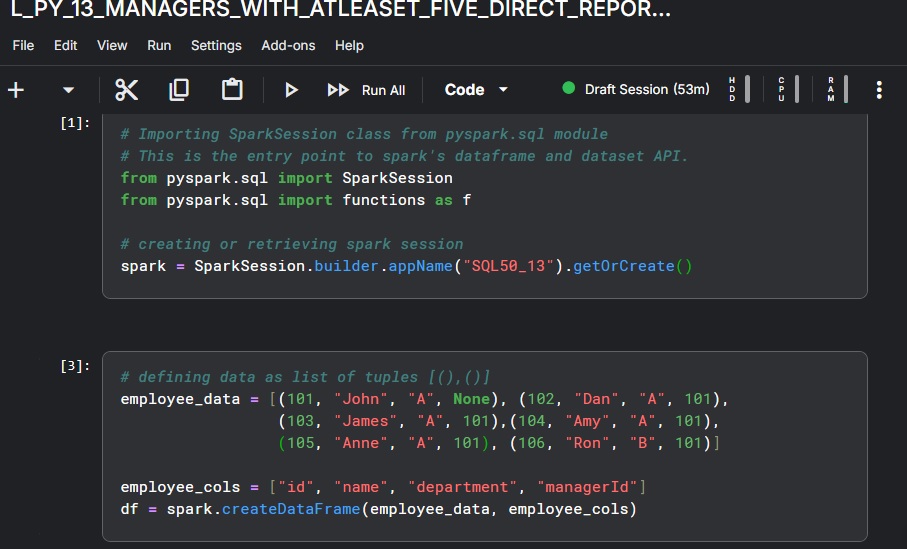 L_PY_13_MANAGERS_WITH_ATLEASET_FIVE_DIRECT_REPOR...
File Edit View Run Settings Add-ons Help
Run All Code Draft Session (53m) HDD CPU RAM
[1]:
# Importing SparkSession class from pyspark.sql module
# This is the entry point to spark's dataframe and dataset API.
from pyspark.sql import SparkSession
from pyspark.sql import functions as f
# creating or retrieving spark session
spark = SparkSession.builder.appName("SQL50_13").getOrCreate()
[3]:
# defining data as list of tuples [(),()]
employee_data = [(101, "John", "A", None), (102, "Dan", "A", 101),
(103, "James", "A", 101),(104, "Amy", "A", 101),
(105, "Anne", "A", 101), (106, "Ron", "B", 101)]
employee_cols = ["id", "name", "department", "managerId"]
df = spark.createDataFrame(employee_data, employee_cols)